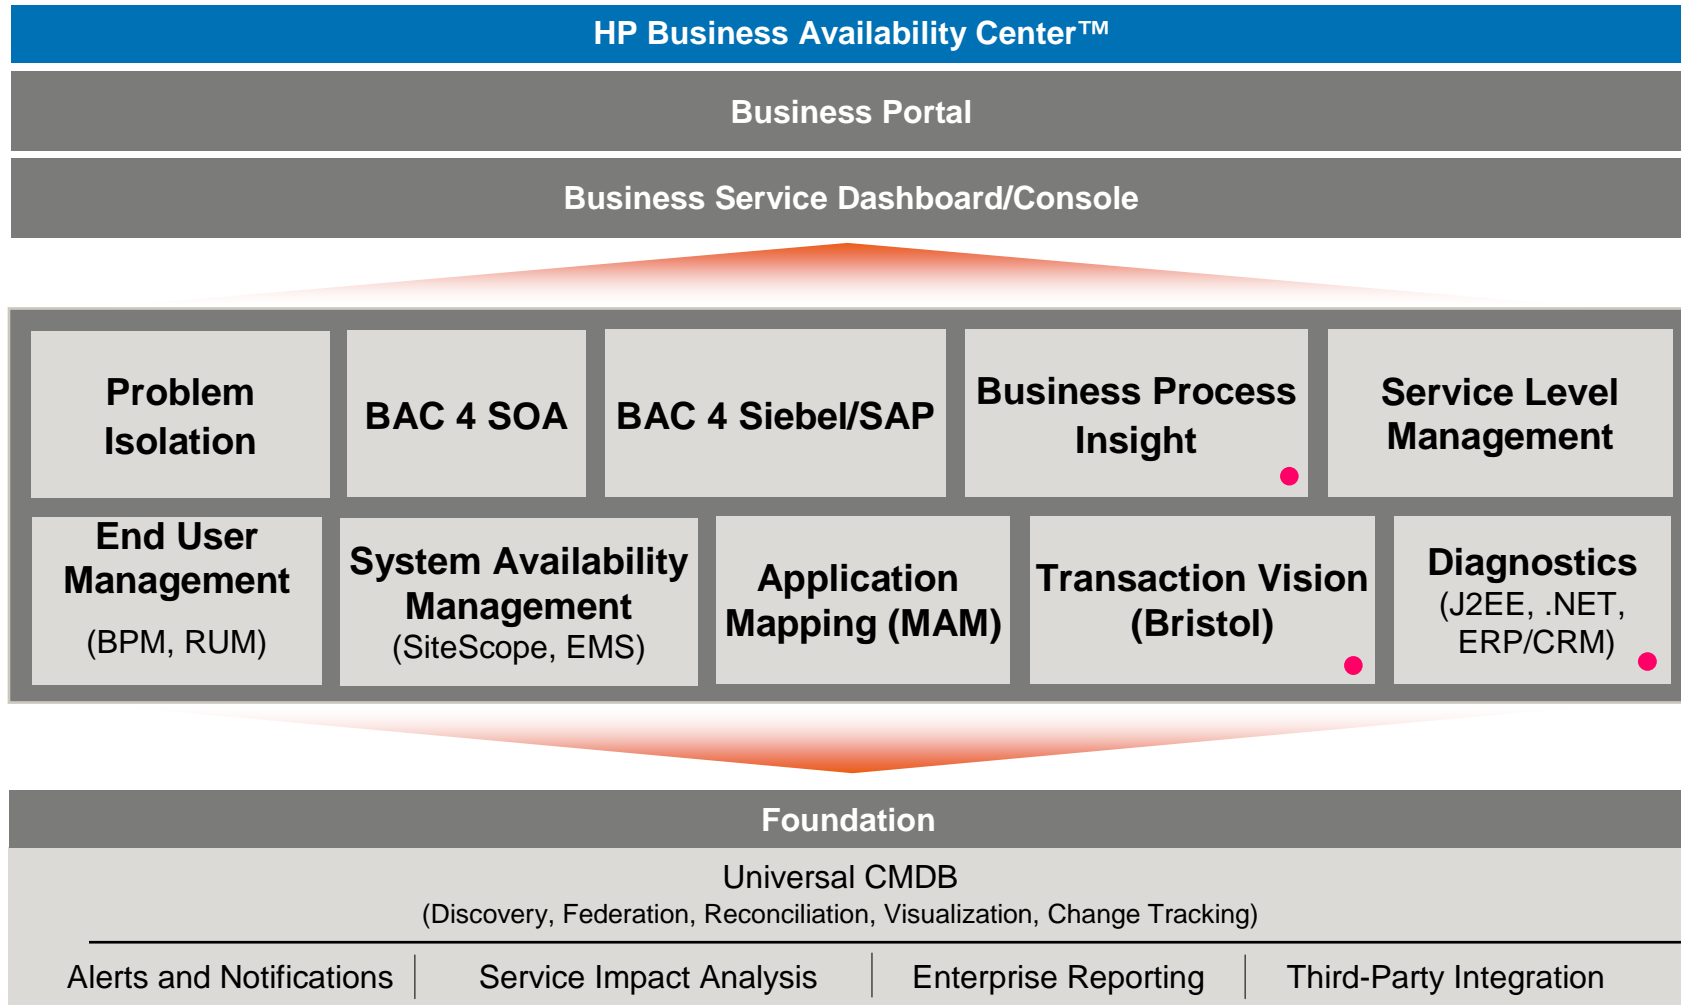 HP Business Availability Center™
Business Portal
Business Service Dashboard/Console
Problem
Isolation
BAC 4 SOA
BAC 4 Siebel/SAP
Business Process
Insight
Service Level
Management
End User
Management
(BPM, RUM)
System Availability
Management
(SiteScope, EMS)
Application
Mapping (MAM)
Transaction Vision
(Bristol)
Diagnostics
(J2EE, .NET,
ERP/CRM)
Foundation
Universal CMDB
(Discovery, Federation, Reconciliation, Visualization, Change Tracking)
Alerts and Notifications
Service Impact Analysis
Enterprise Reporting
Third-Party Integration